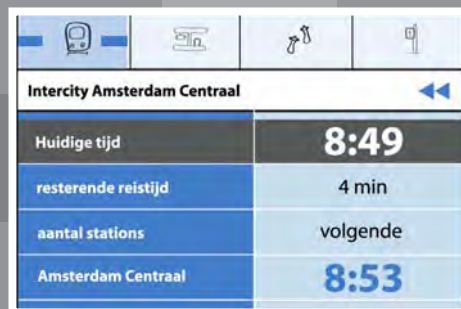 Intercity Amsterdam Centraal
Huidige tijd 8:49
resterende reistijd 4 min
aantal stations volgende
Amsterdam Centraal 8:53